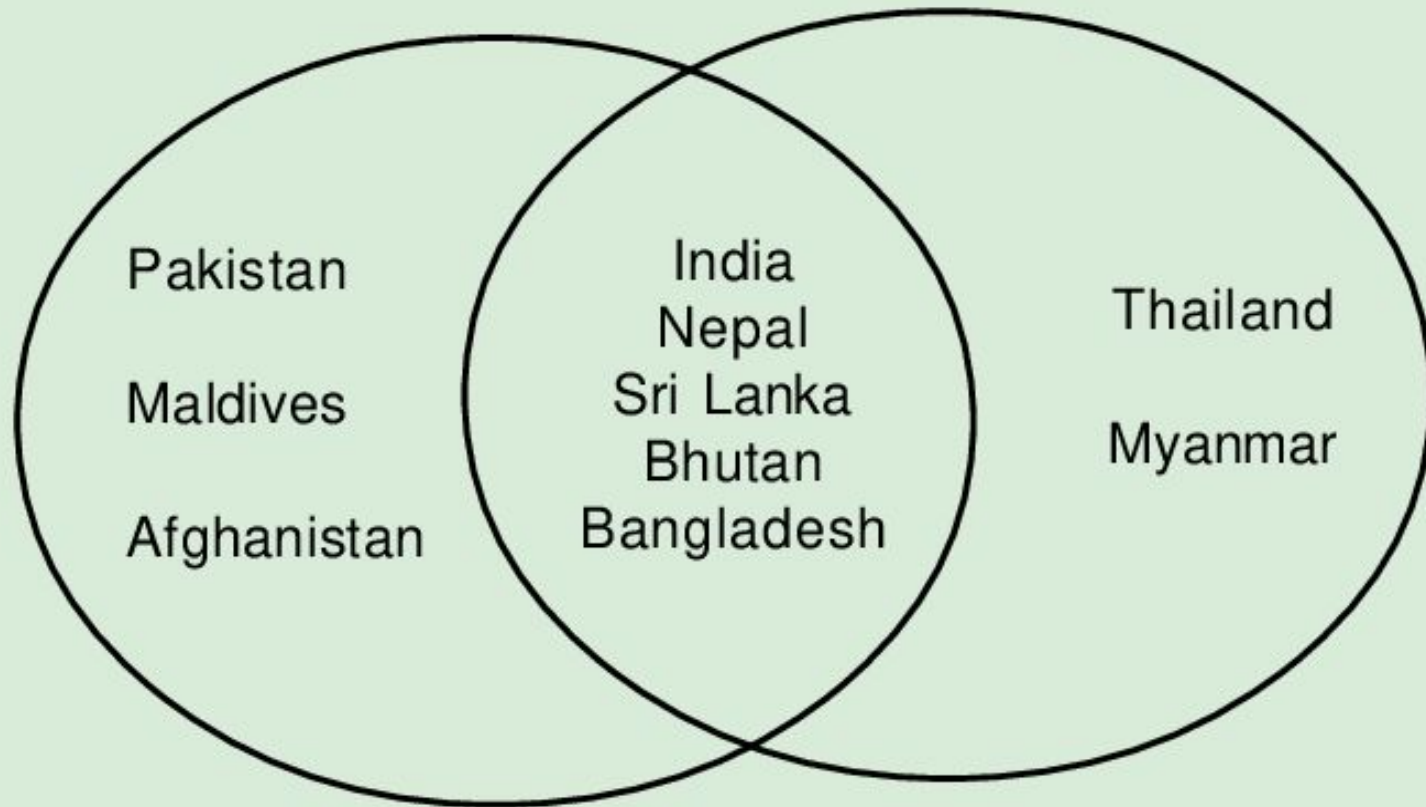 Pakistan
Maldives
Afghanistan
India
Nepal
Sri Lanka
Bhutan
Bangladesh
Thailand
Myanmar